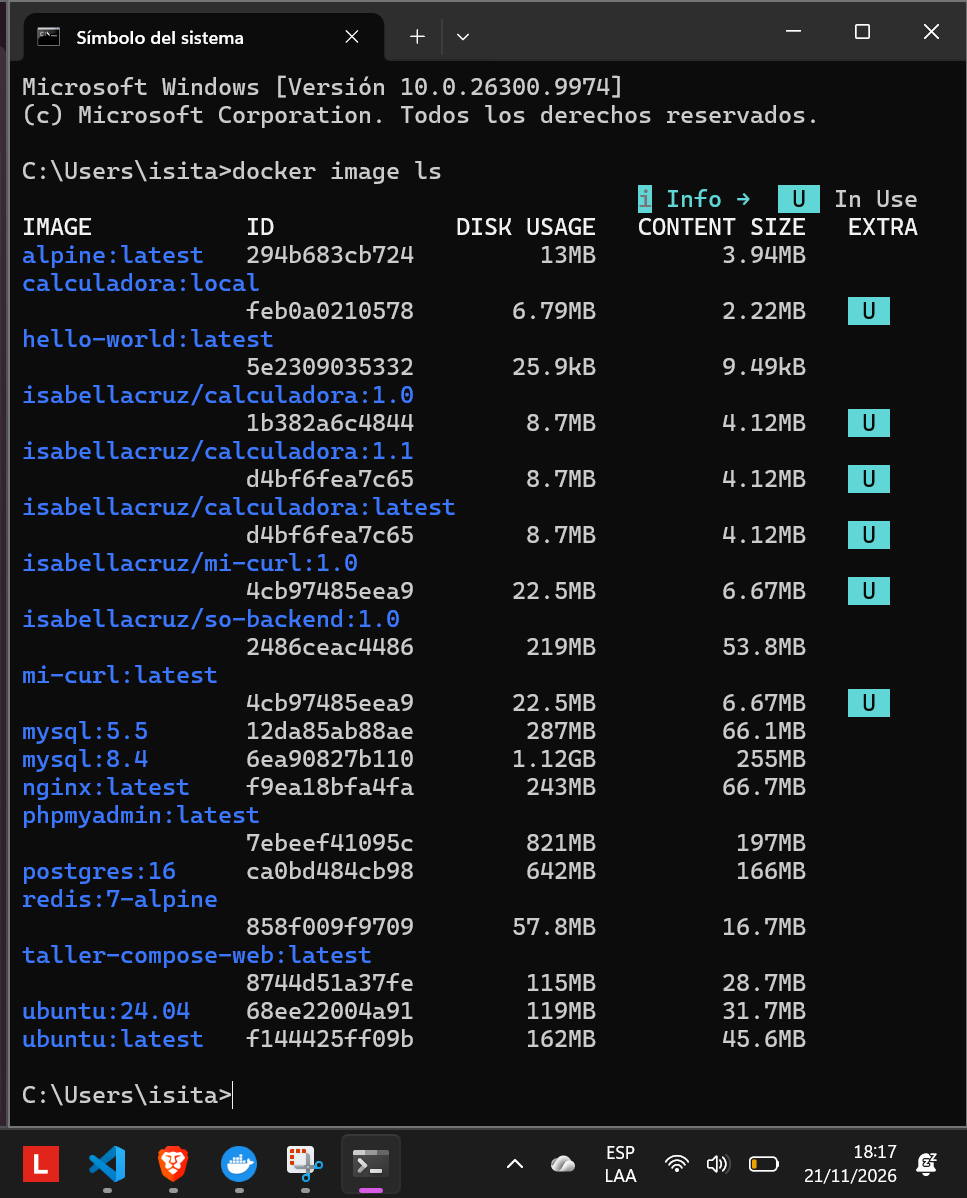 Símbolo del sistema
Microsoft Windows [Versión 10.0.26300.9974]
(c) Microsoft Corporation. Todos los derechos reservados.
C:\Users\isita>docker image ls
i Info → U In Use
IMAGE ID DISK USAGE CONTENT SIZE EXTRA
alpine:latest 294b683cb724 13MB 3.94MB
calculadora:local
feb0a0210578 6.79MB 2.22MB U
hello-world:latest
5e2309035332 25.9kB 9.49kB
isabellacruz/calculadora:1.0
1b382a6c4844 8.7MB 4.12MB U
isabellacruz/calculadora:1.1
d4bf6fea7c65 8.7MB 4.12MB U
isabellacruz/calculadora:latest
d4bf6fea7c65 8.7MB 4.12MB U
isabellacruz/mi-curl:1.0
4cb97485eea9 22.5MB 6.67MB U
isabellacruz/so-backend:1.0
2486ceac4486 219MB 53.8MB
mi-curl:latest
4cb97485eea9 22.5MB 6.67MB U
mysql:5.5 12da85ab88ae 287MB 66.1MB
mysql:8.4 6ea90827b110 1.12GB 255MB
nginx:latest f9ea18bfa4fa 243MB 66.7MB
phpmyadmin:latest
7ebeef41095c 821MB 197MB
postgres:16 ca0bd484cb98 642MB 166MB
redis:7-alpine
858f009f9709 57.8MB 16.7MB
taller-compose-web:latest
8744d51a37fe 115MB 28.7MB
ubuntu:24.04 68ee22004a91 119MB 31.7MB
ubuntu:latest f144425ff09b 162MB 45.6MB
C:\Users\isita>
L
ESP
LAA
18:17
21/11/2026